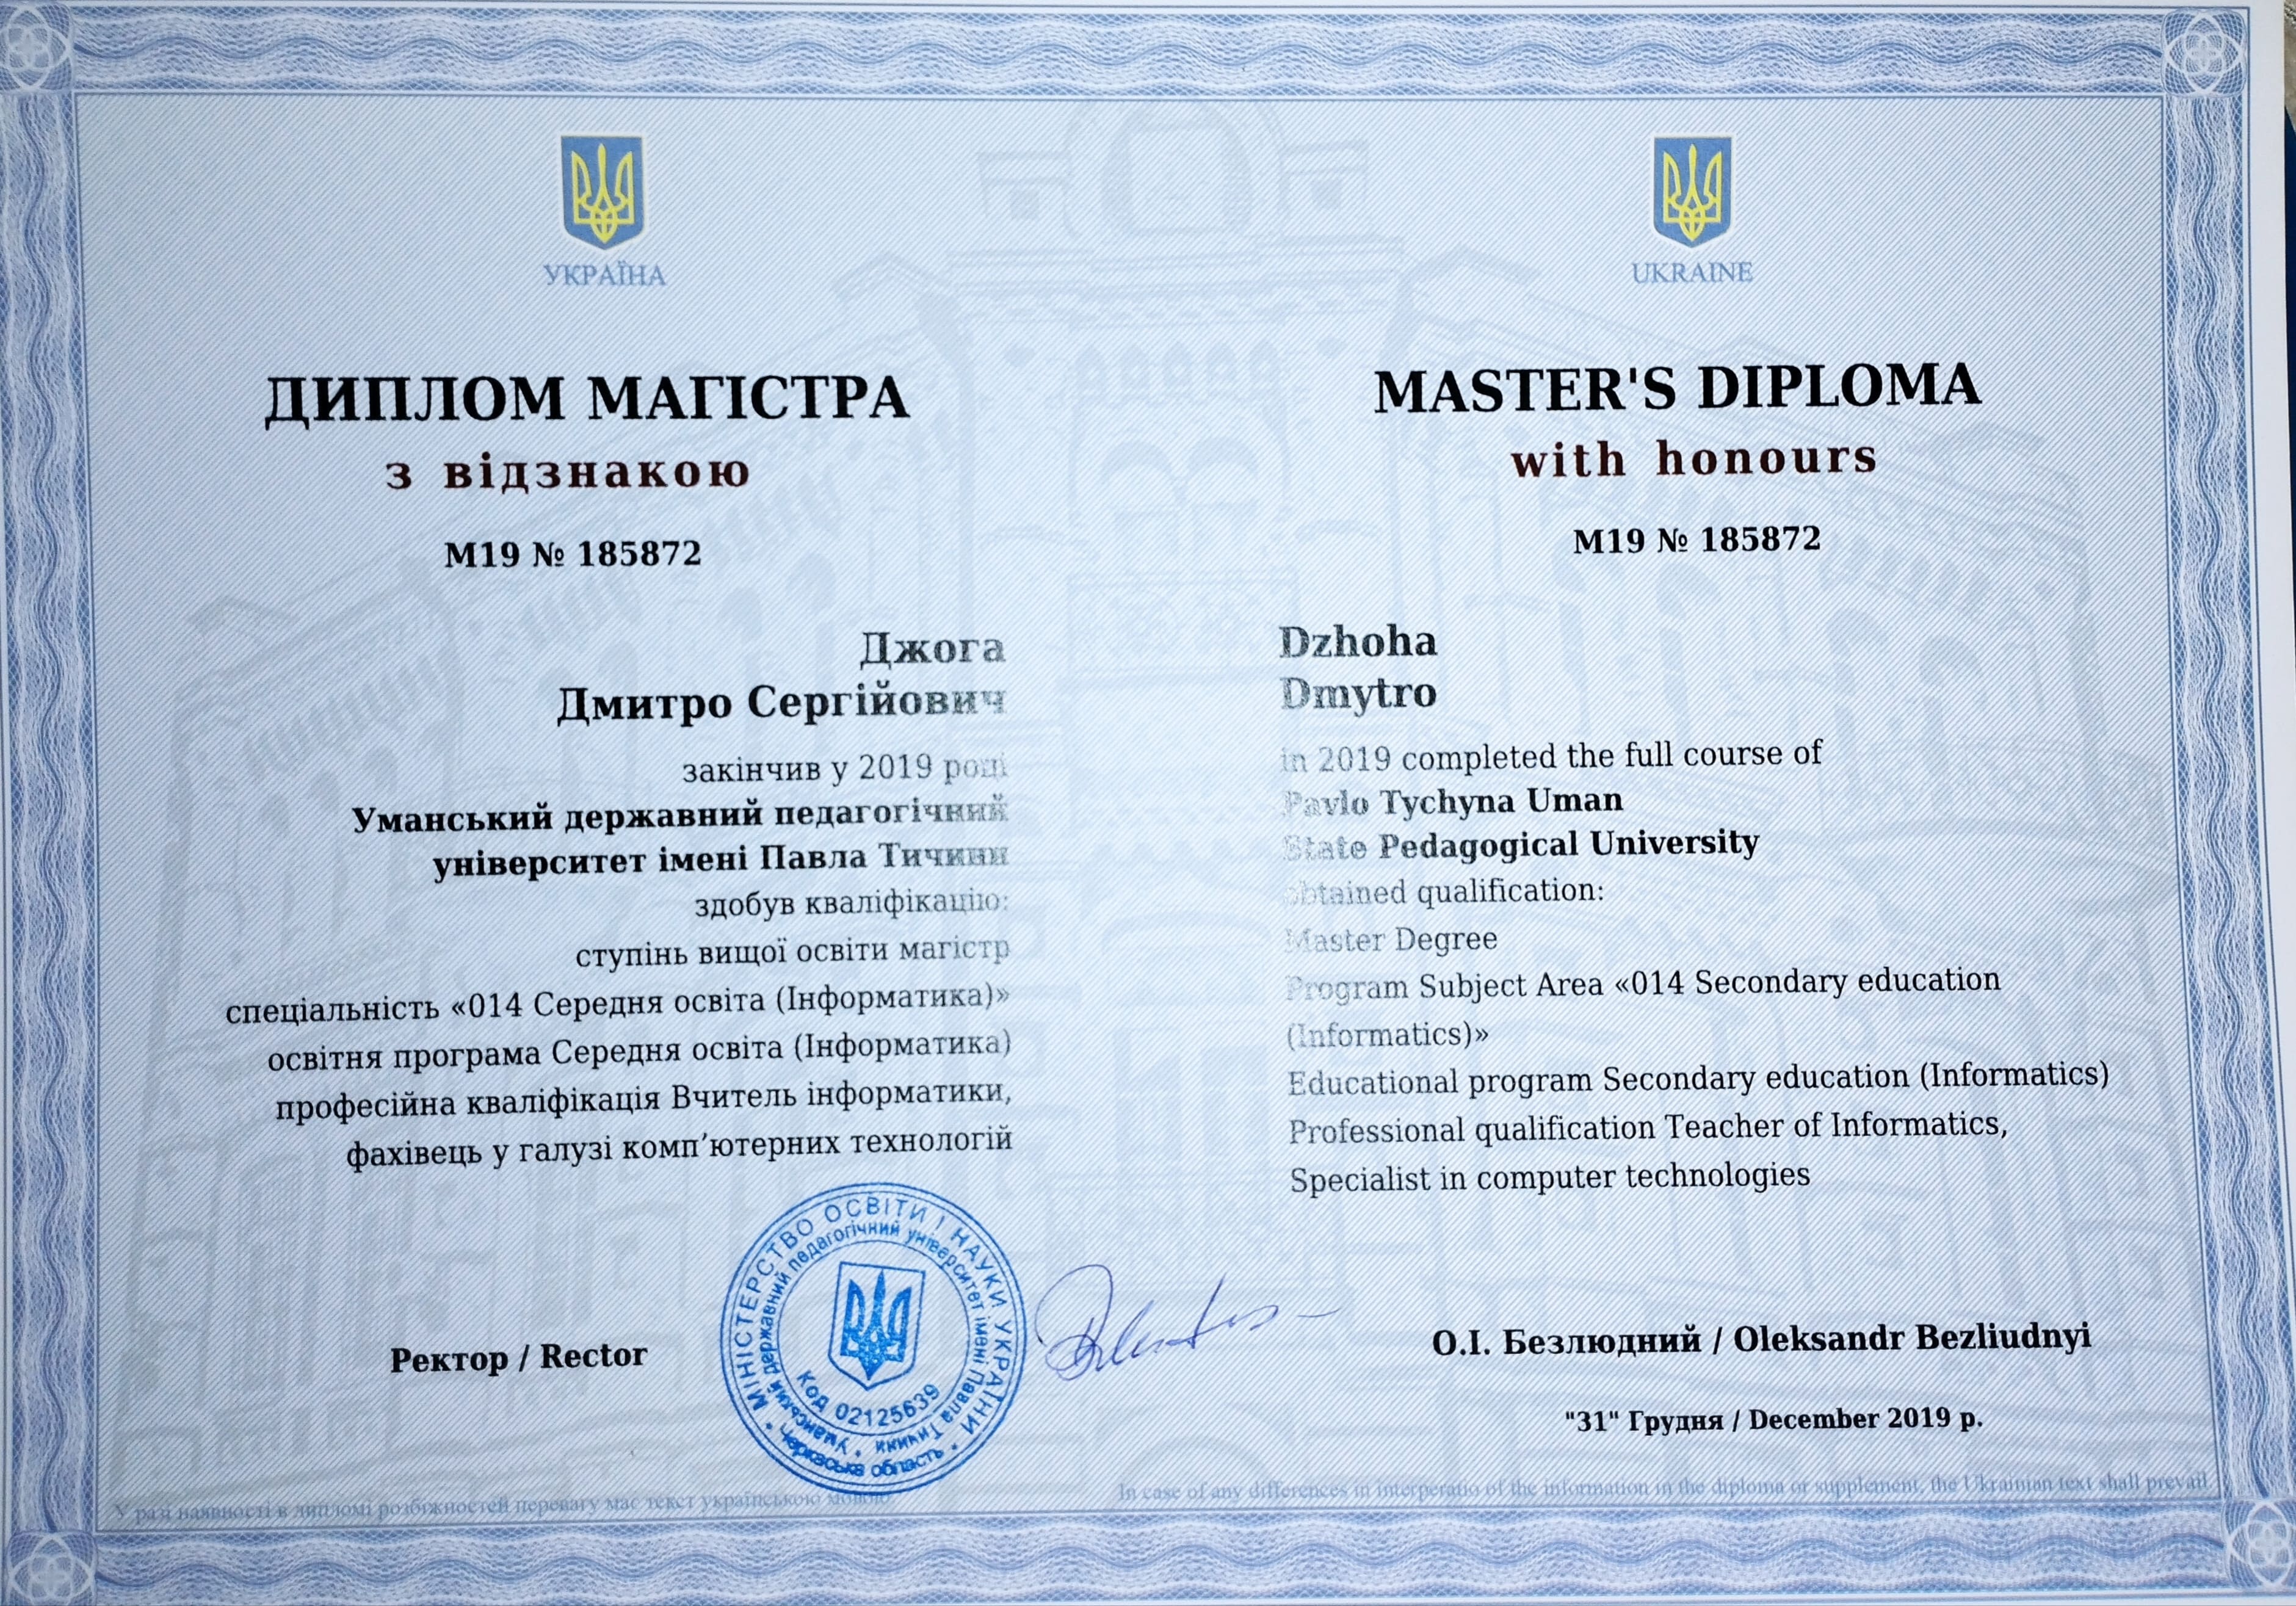 УКРАЇНА
ДИПЛОМ МАГІСТРА
з відзнакою
М19 № 185872
Джога
Дмитро Сергійович
закінчив у 2019 році
Уманський державний педагогічний
університет імені Павла Тичини
здобув кваліфікацію:
ступінь вищої освіти магістр
спеціальність «014 Середня освіта (Інформатика)»
освітня програма Середня освіта (Інформатика)
професійна кваліфікація Вчитель інформатики,
фахівець у галузі комп’ютерних технологій
UKRAINE
MASTER'S DIPLOMA
with honours
M19 № 185872
Dzhoha
Dmytro
in 2019 completed the full course of
Pavlo Tychyna Uman
State Pedagogical University
obtained qualification:
Master Degree
Program Subject Area «014 Secondary education
(Informatics)»
Educational program Secondary education (Informatics)
Professional qualification Teacher of Informatics,
Specialist in computer technologies
Ректор / Rector
МІНІСТЕРСТВО ОСВІТИ І НАУКИ УКРАЇНИ
Черкаська область
Уманський державний педагогічний університет імені Павла Тичини
Код 02125639
О.І. Безлюдний / Oleksandr Bezliudnyi
"31" Грудня / December 2019 р.
У разі наявності в дипломі розбіжностей перевагу має текст українською мовою.
In case of any differences in interperatio of the information in the diploma or supplement, the Ukrainian text shall prevail.